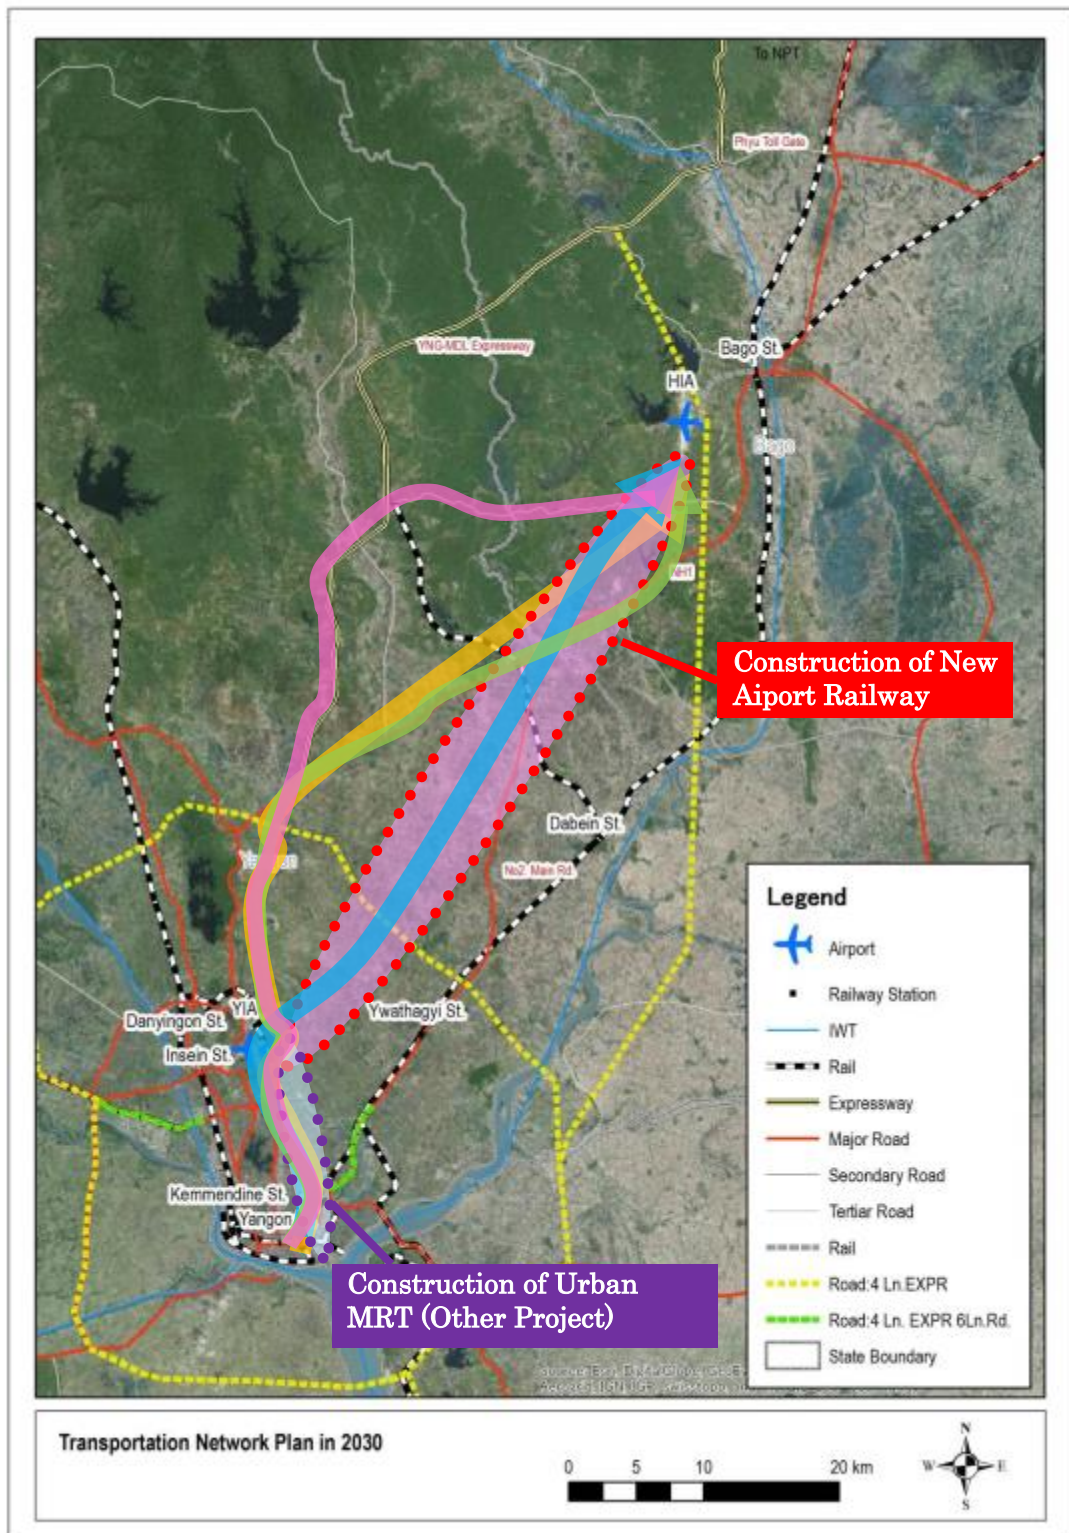 To NPT
Phyu Toll Gate
YNG-MDL Expressway
Bago St.
HIA
Bago
NH1
Construction of New
Aiport Railway
Dabein St.
No2. Main Rd.
YIA
Danyingon St.
Ywathagyi St.
Insein St.
Kemmendine St.
Yangon
Construction of Urban
MRT (Other Project)
Legend
Airport
Railway Station
IWT
Rail
Expressway
Major Road
Secondary Road
Tertiar Road
Rail
Road:4 Ln.EXPR
Road:4 Ln. EXPR 6Ln.Rd.
State Boundary
Transportation Network Plan in 2030
0 5 10 20 km
N
W E
S